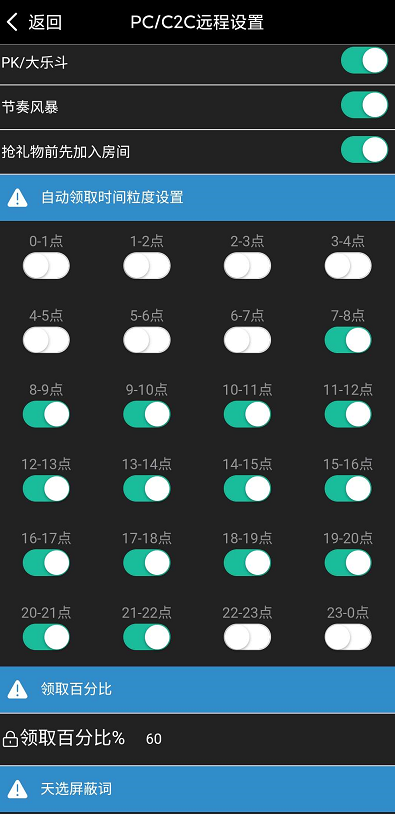 返回 PC/C2C远程设置
PK/大乐斗
节奏风暴
抢礼物前先加入房间
自动领取时间粒度设置
0-1点 1-2点 2-3点 3-4点
4-5点 5-6点 6-7点 7-8点
8-9点 9-10点 10-11点 11-12点
12-13点 13-14点 14-15点 15-16点
16-17点 17-18点 18-19点 19-20点
20-21点 21-22点 22-23点 23-0点
领取百分比
领取百分比% 60
天选屏蔽词